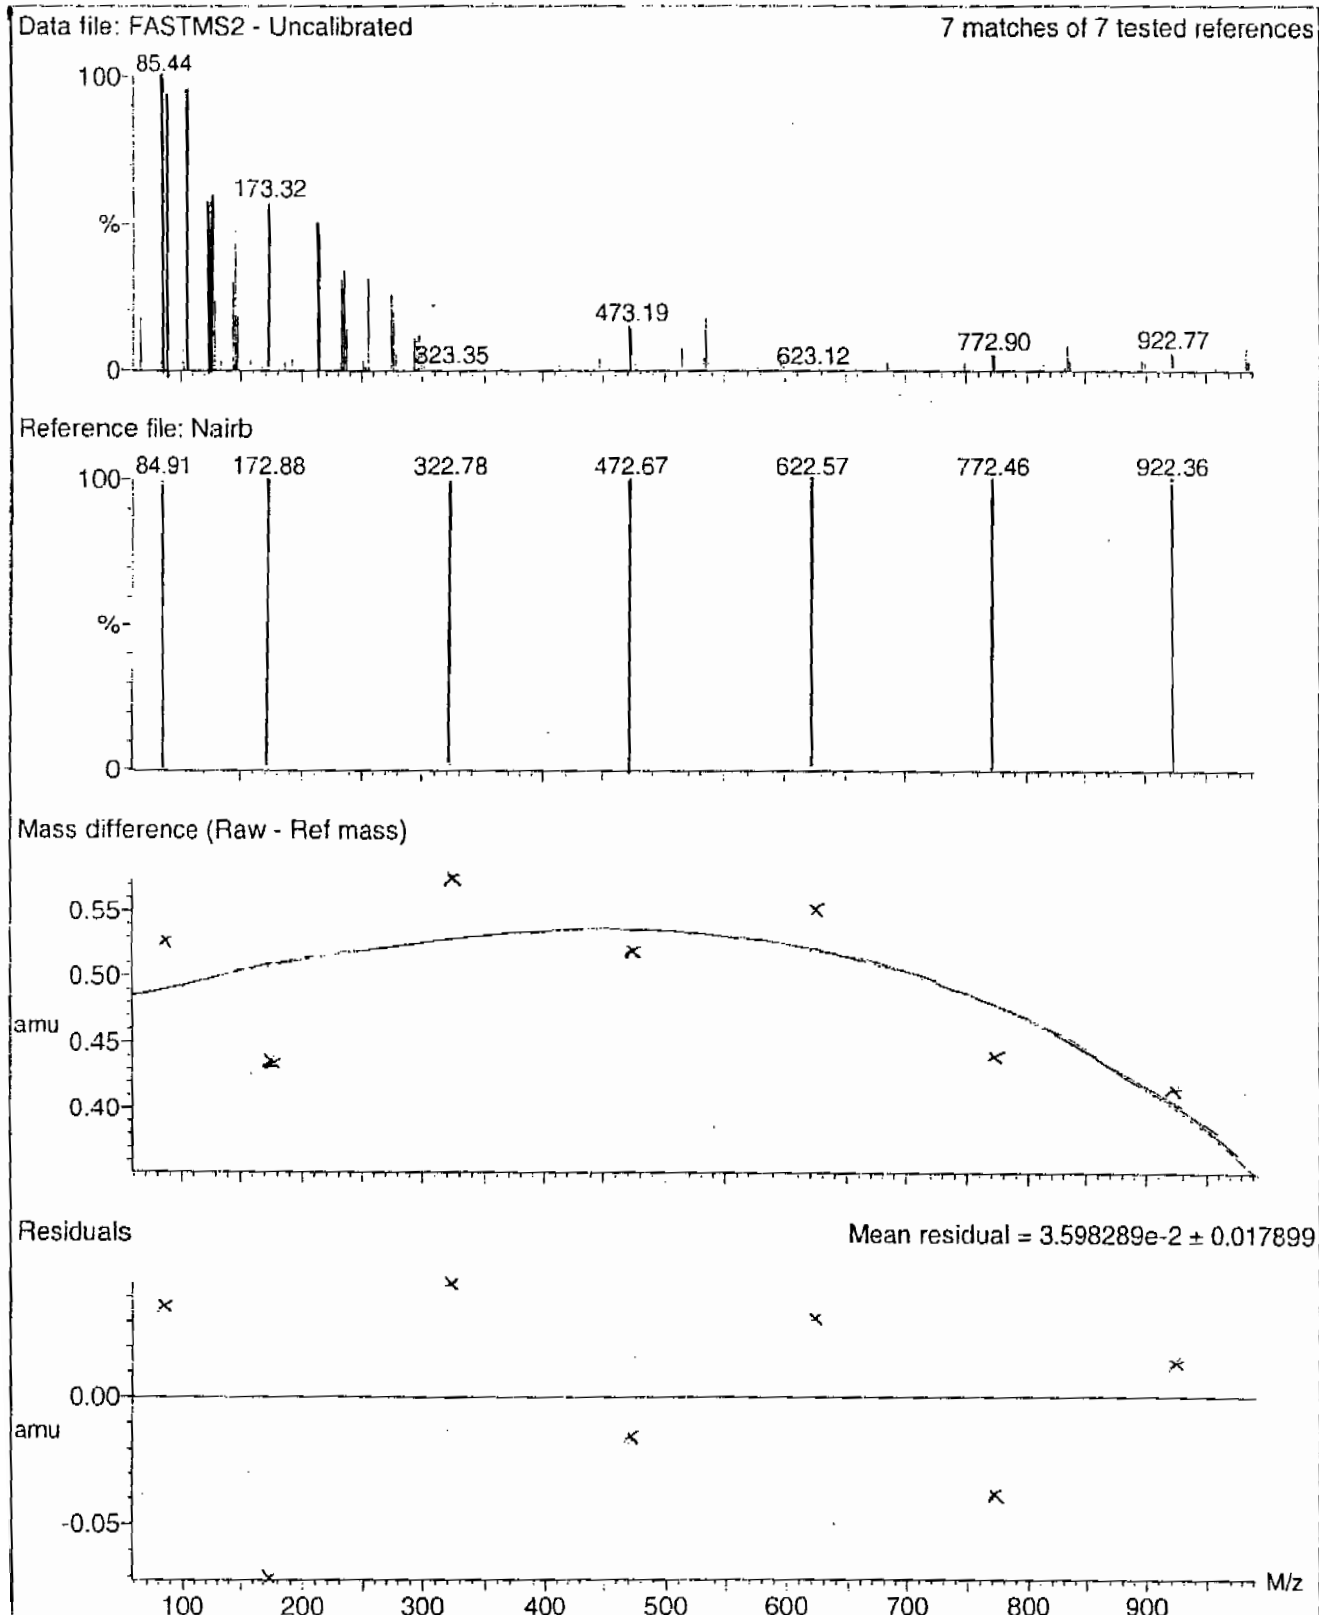 Data file: FASTMS2 - Uncalibrated 7 matches of 7 tested references
85.44
100
173.32
%
473.19
323.35 623.12 772.90 922.77
0
Reference file: Nairb
84.91 172.88 322.78 472.67 622.57 772.46 922.36
100
%
0
Mass difference (Raw - Ref mass)
0.55
0.50
amu
0.45
0.40
Residuals Mean residual = 3.598289e-2 ± 0.017899
0.00
amu
-0.05
M/z
100 200 300 400 500 600 700 800 900